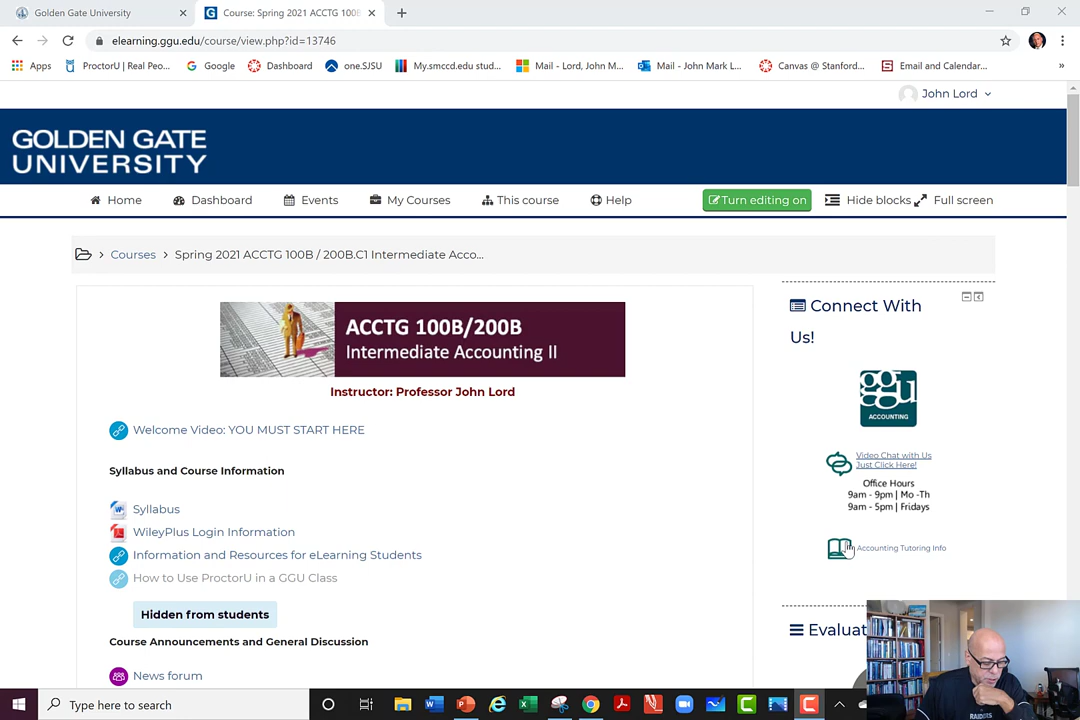 Golden Gate University
Course: Spring 2021 ACCTG 100B
elearning.ggu.edu/course/view.php?id=13746
Apps
ProctorU | Real Peo...
Google
Dashboard
one.SJSU
My.smccd.edu stud...
Mail - Lord, John M...
Mail - John Mark L...
Canvas @ Stanford...
Email and Calendar...
John Lord
GOLDEN GATE
UNIVERSITY
Home
Dashboard
Events
My Courses
This course
Help
Turn editing on
Hide blocks
Full screen
Courses
Spring 2021 ACCTG 100B / 200B.C1 Intermediate Acco...
ACCTG 100B/200B
Intermediate Accounting II
Instructor: Professor John Lord
Welcome Video: YOU MUST START HERE
Syllabus and Course Information
Syllabus
WileyPlus Login Information
Information and Resources for eLearning Students
How to Use ProctorU in a GGU Class
Hidden from students
Course Announcements and General Discussion
News forum
Connect With
Us!
ggu
ACCOUNTING
Video Chat with Us
Just Click Here!
Office Hours
9am - 9pm | Mo -Th
9am - 5pm | Fridays
Accounting Tutoring Info
Evaluat
RAIDERS
Type here to search